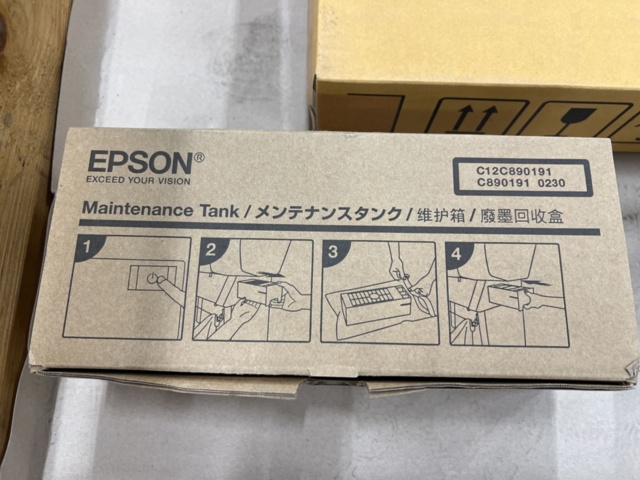 EPSON®
EXCEED YOUR VISION
C12C890191
C890191 0230
Maintenance Tank / メンテナンスタンク / 维护箱 / 廢墨回收盒
1
2
3
4